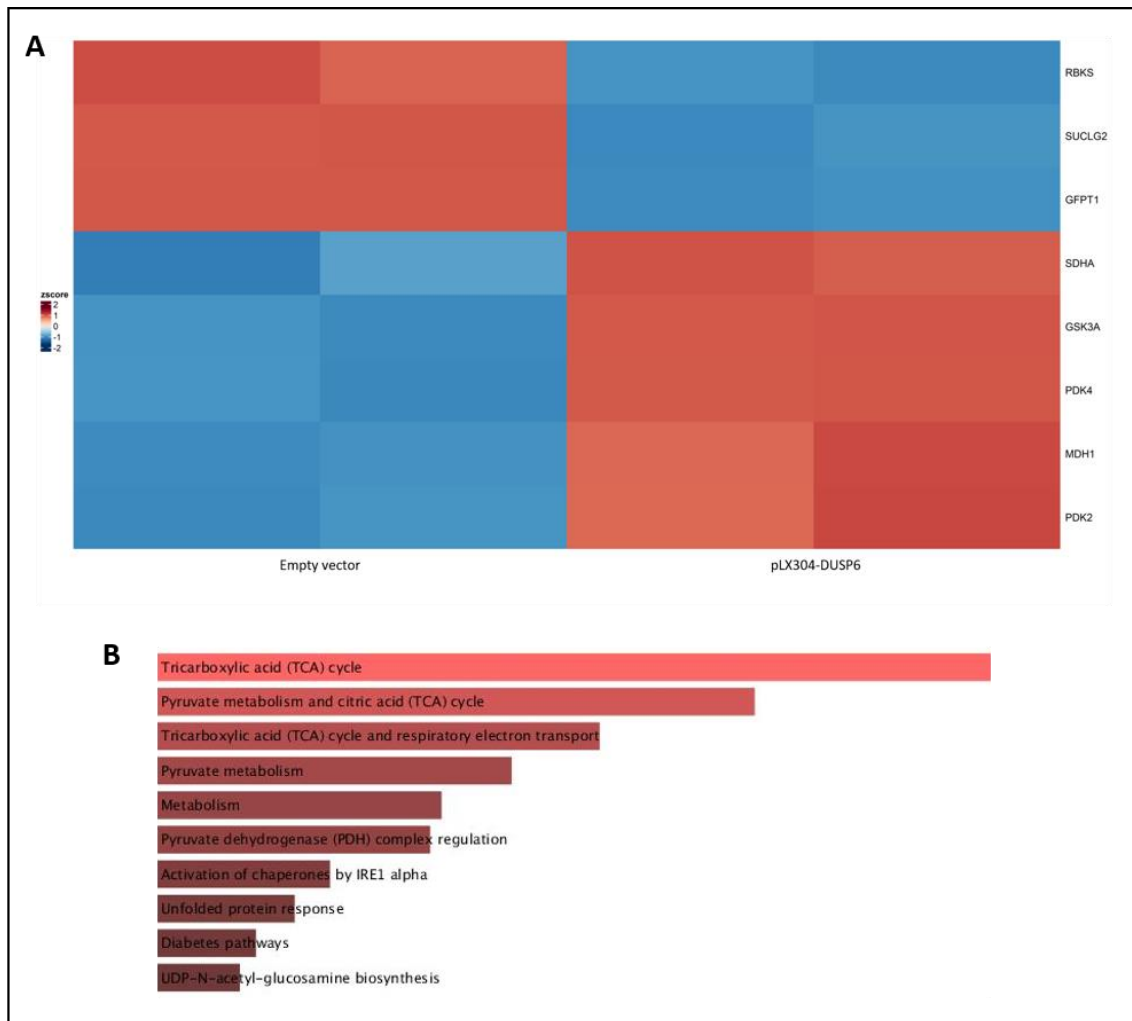 A
RBKS
SUCLG2
GFPT1
SDHA
zscore
2
1
0
-1
-2
GSK3A
PDK4
MDH1
PDK2
Empty vector pLX304-DUSP6
B
Tricarboxylic acid (TCA) cycle
Pyruvate metabolism and citric acid (TCA) cycle
Tricarboxylic acid (TCA) cycle and respiratory electron transport
Pyruvate metabolism
Metabolism
Pyruvate dehydrogenase (PDH) complex regulation
Activation of chaperones by IRE1 alpha
Unfolded protein response
Diabetes pathways
UDP-N-acetyl-glucosamine biosynthesis